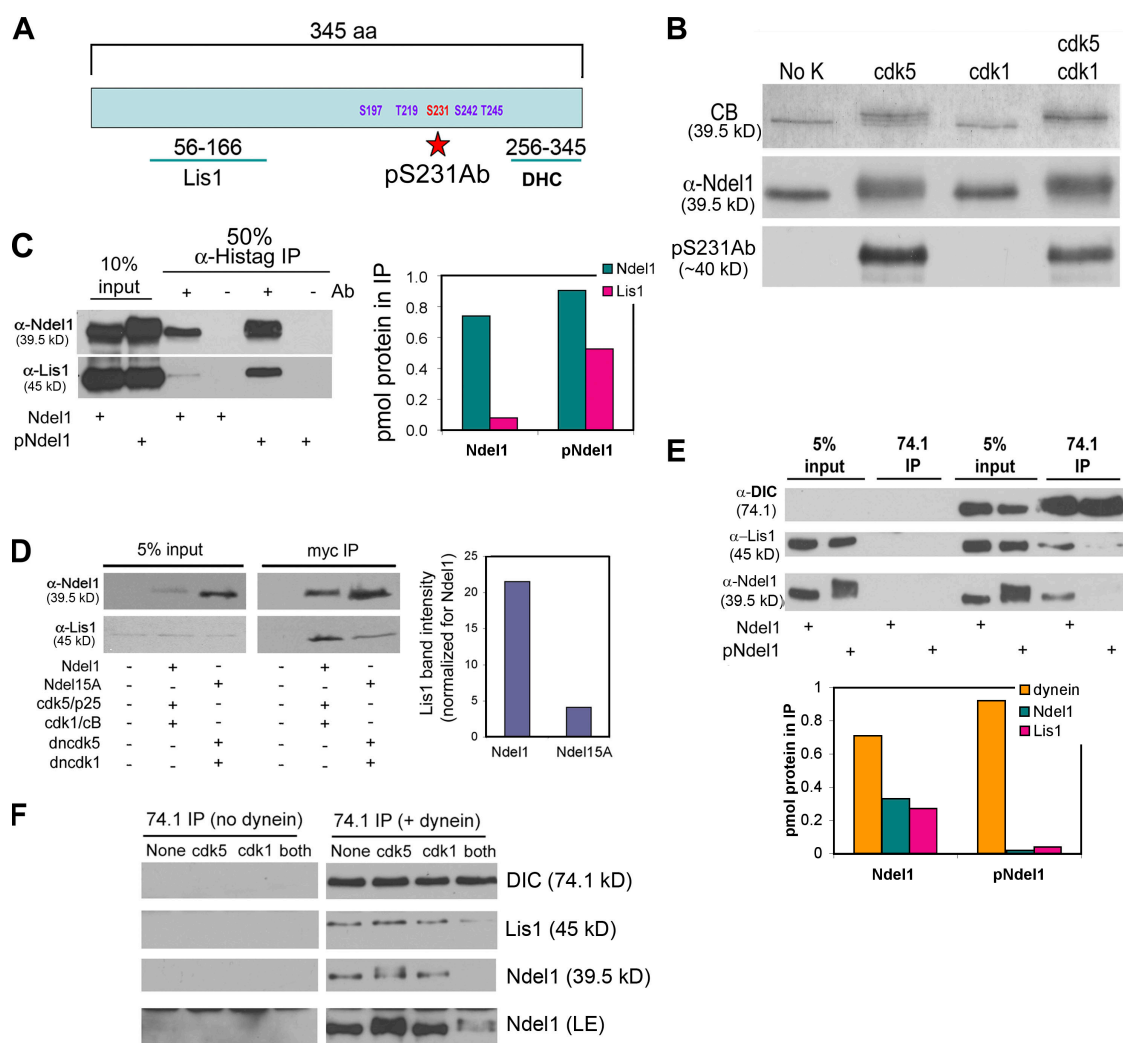 A
345 aa
S197 T219 S231 S242 T245
56-166
Lis1
pS231Ab
256-345
DHC
B
No K cdk5 cdk1 cdk5 cdk1
CB
(39.5 kD)
α-Ndel1
(39.5 kD)
pS231Ab
(~40 kD)
C
10% input
50%
α-Histag IP
+ - + - Ab
α-Ndel1
(39.5 kD)
α-Lis1
(45 kD)
Ndel1 + + +
pNdel1 + + +
pmol protein in IP
1.0
0.8
0.6
0.4
0.2
0.0
Ndel1
Lis1
Ndel1 pNdel1
D
5% input myc IP
α-Ndel1
(39.5 kD)
α-Lis1
(45 kD)
Ndel1 - + - - + -
Ndel15A - - + - - +
cdk5/p25 - + - - + -
cdk1/cB - + - - + -
dncdk5 - - + - - +
dncdk1 - - + - - +
Lis1 band intensity
(normalized for Ndel1)
25
20
15
10
5
0
Ndel1 Ndel15A
E
5% input 74.1 IP 5% input 74.1 IP
α-DIC
(74.1)
α-Lis1
(45 kD)
α-Ndel1
(39.5 kD)
Ndel1 + + + +
pNdel1 + + + +
pmol protein in IP
1
0.8
0.6
0.4
0.2
0
dynein
Ndel1
Lis1
Ndel1 pNdel1
F
74.1 IP (no dynein) 74.1 IP (+ dynein)
None cdk5 cdk1 both None cdk5 cdk1 both
DIC (74.1 kD)
Lis1 (45 kD)
Ndel1 (39.5 kD)
Ndel1 (LE)